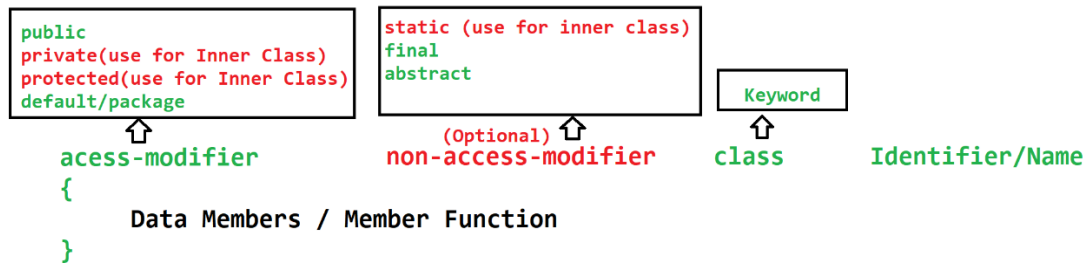 public
private(use for Inner Class)
protected(use for Inner Class)
default/package
static (use for inner class)
final
abstract
Keyword
(Optional)
acess-modifier non-access-modifier class Identifier/Name
{
Data Members / Member Function
}